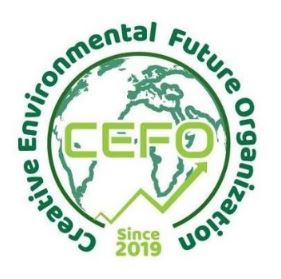 Creative Environmental Future Organization
CEFO
Since
2019